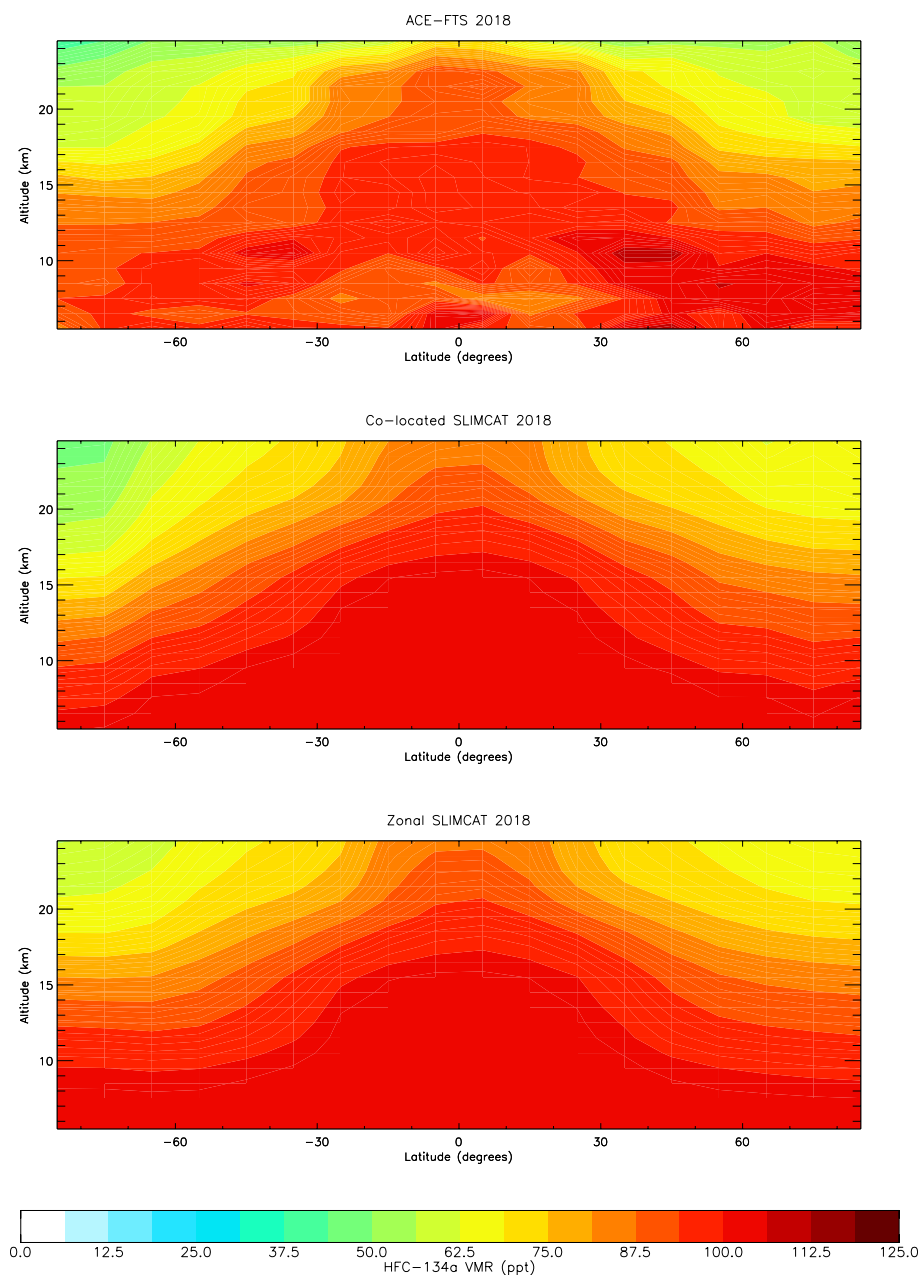 ACE-FTS 2018
20
15
10
Altitude (km)
-60 -30 0 30 60
Latitude (degrees)
Co-located SLIMCAT 2018
20
15
10
Altitude (km)
-60 -30 0 30 60
Latitude (degrees)
Zonal SLIMCAT 2018
20
15
10
Altitude (km)
-60 -30 0 30 60
Latitude (degrees)
0.0 12.5 25.0 37.5 50.0 62.5 75.0 87.5 100.0 112.5 125.0
HFC-134a VMR (ppt)